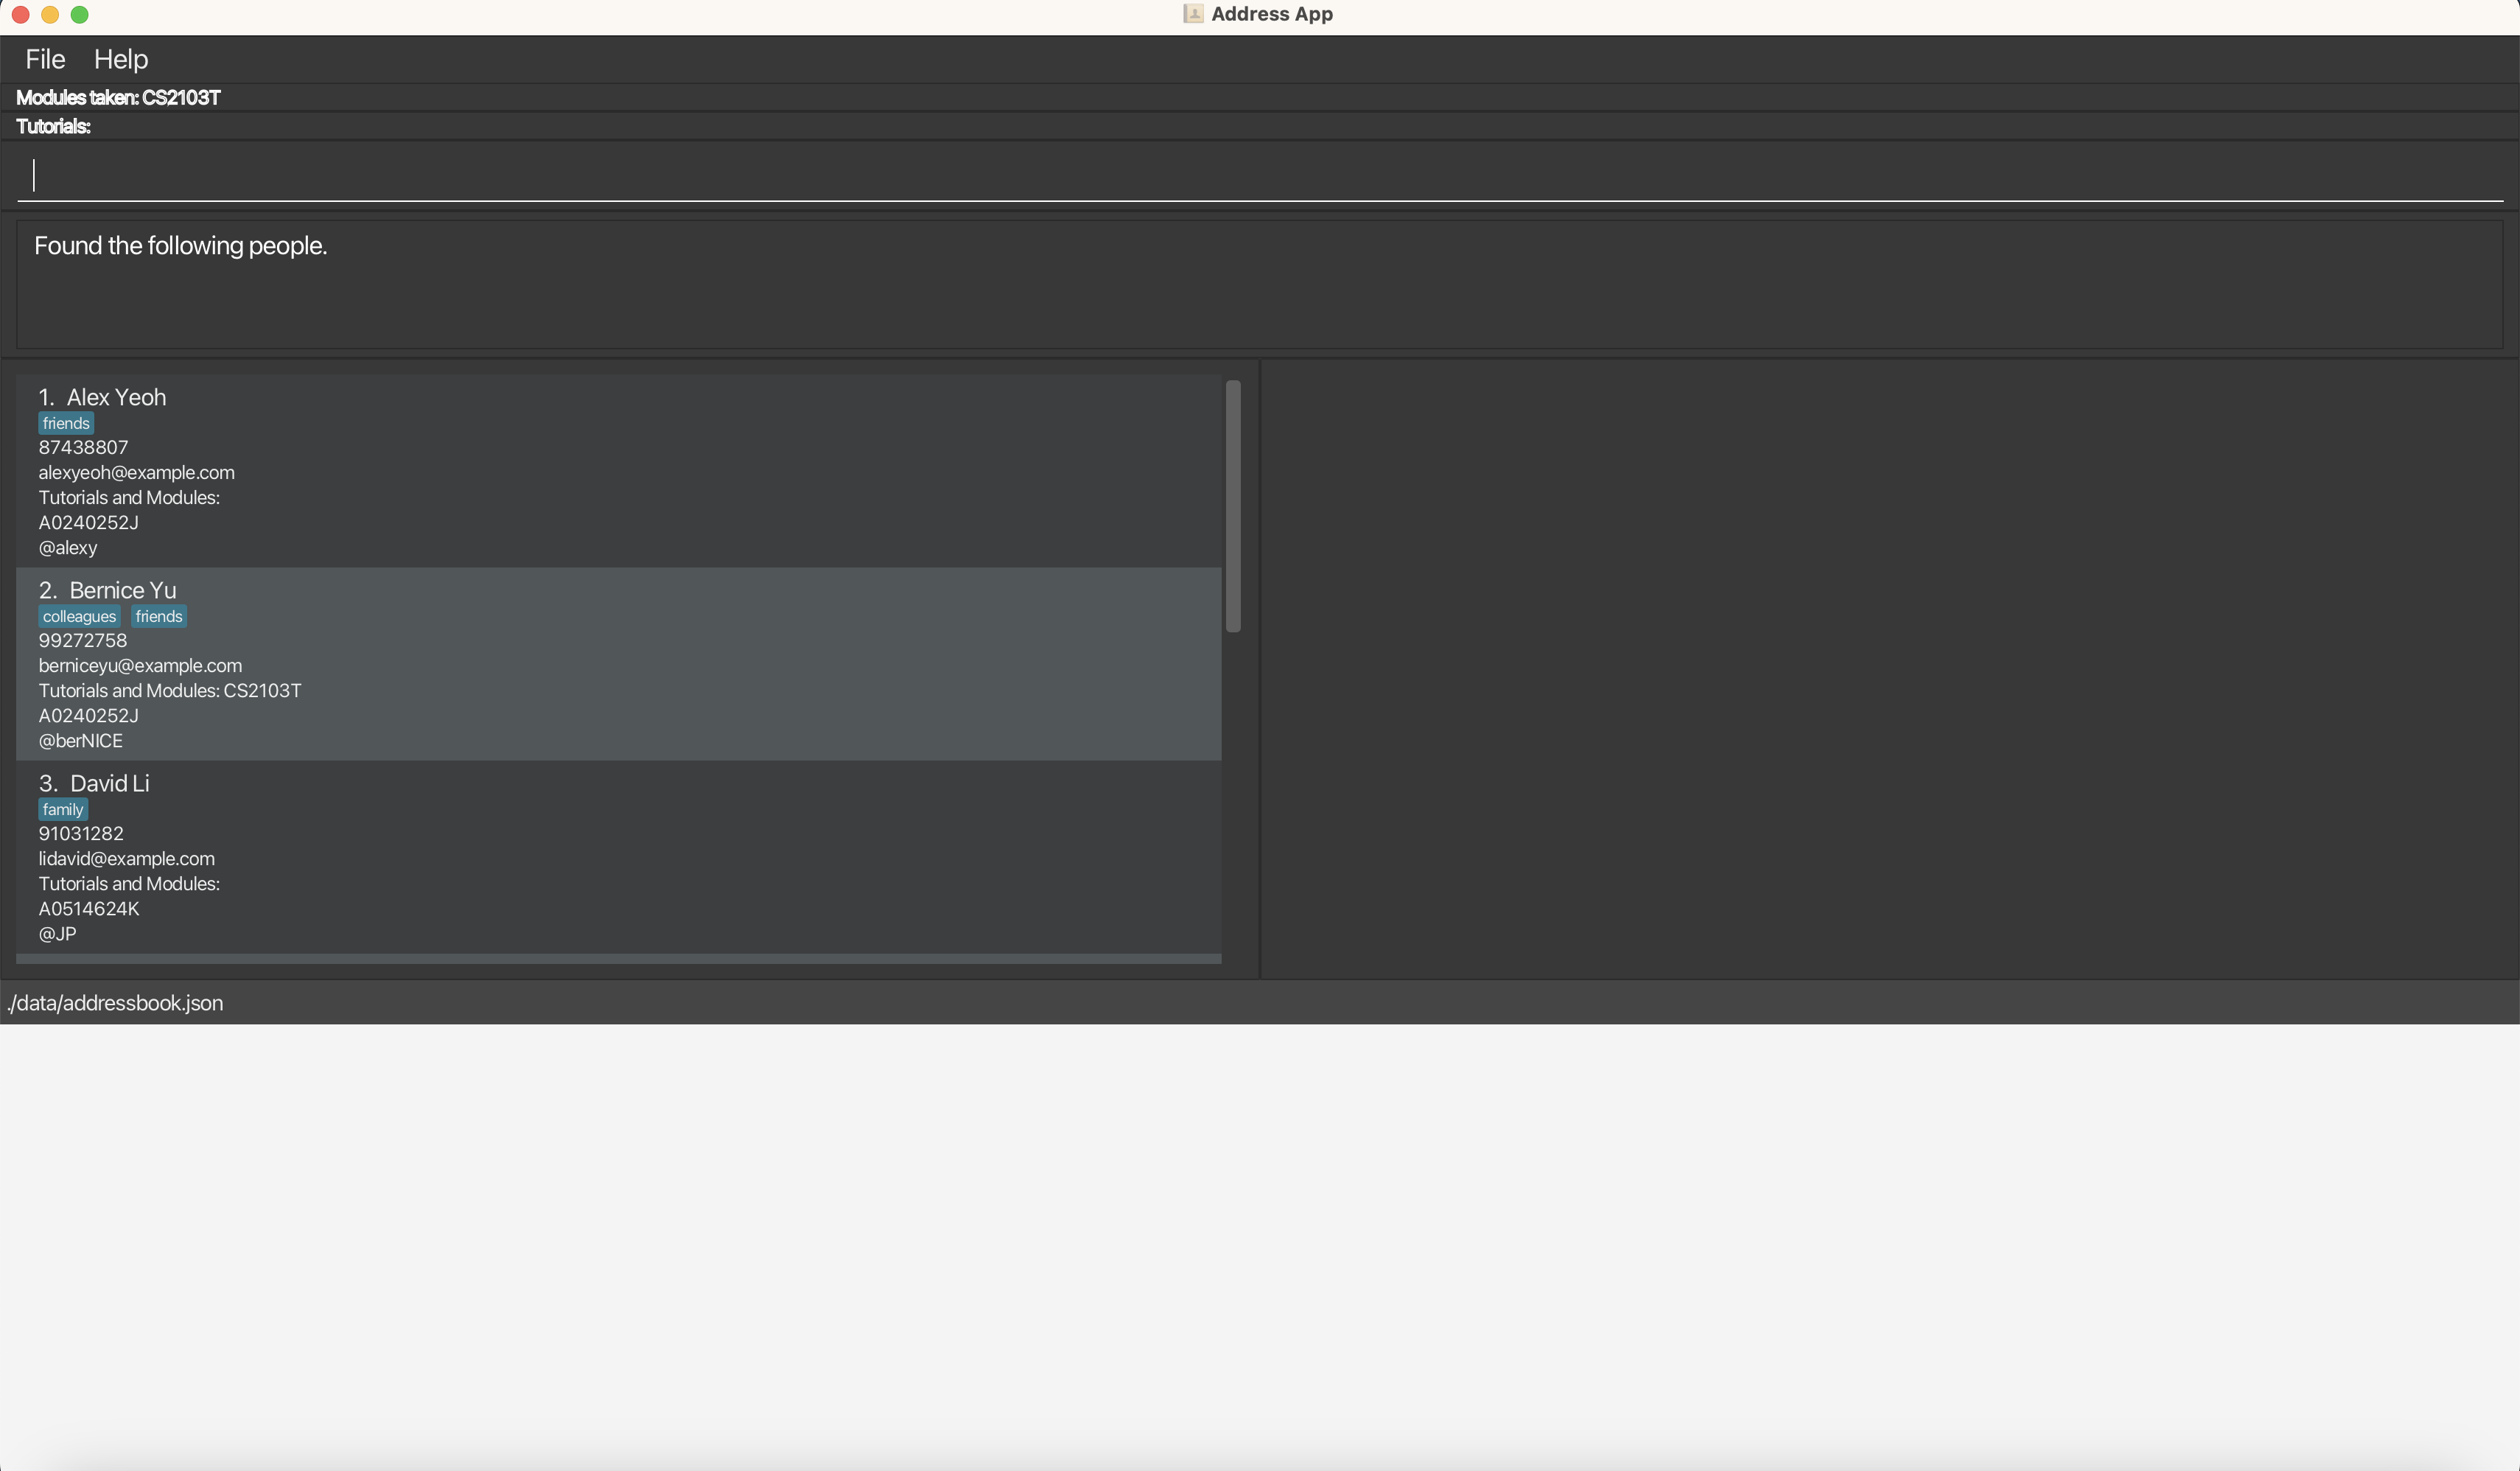 Address App
File Help
Modules taken: CS2103T
Tutorials:
Found the following people.
1. Alex Yeoh
friends
87438807
alexyeoh@example.com
Tutorials and Modules:
A0240252J
@alexy
2. Bernice Yu
colleagues friends
99272758
berniceyu@example.com
Tutorials and Modules: CS2103T
A0240252J
@berNICE
3. David Li
family
91031282
lidavid@example.com
Tutorials and Modules:
A0514624K
@JP
./data/addressbook.json